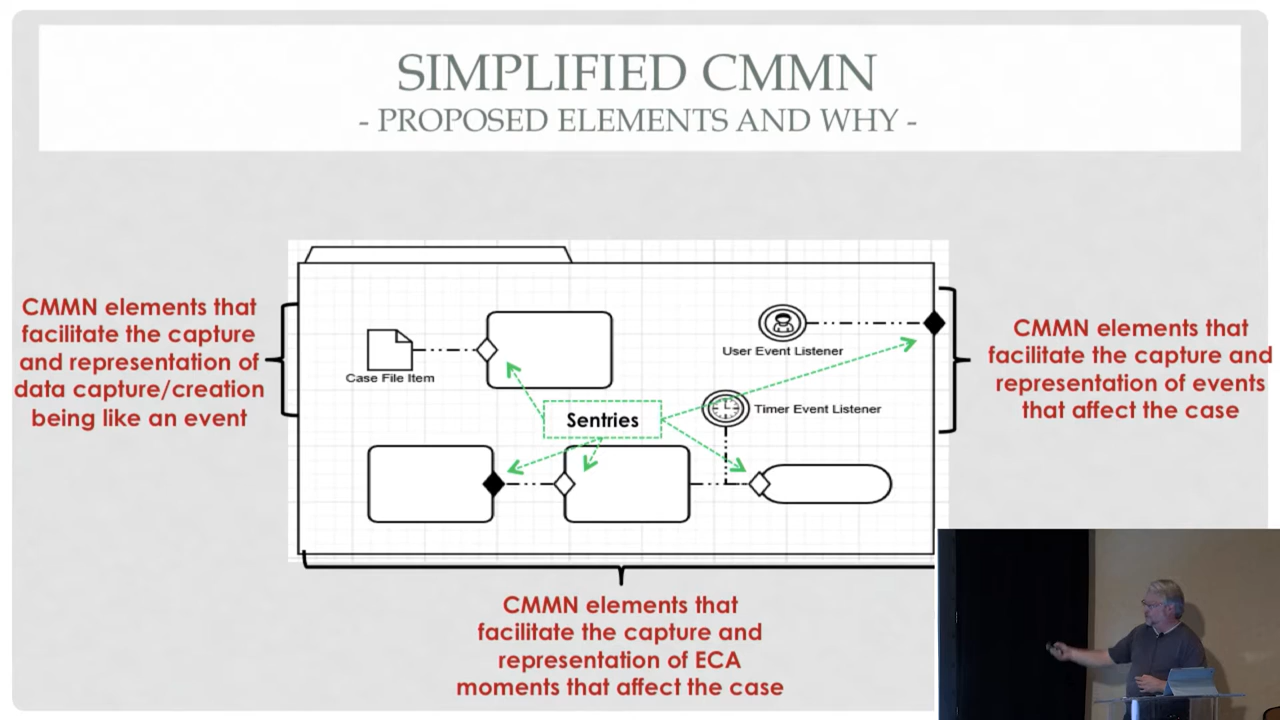 SIMPLIFIED CMMN
- PROPOSED ELEMENTS AND WHY -
CMMN elements that
facilitate the capture
and representation of
data capture/creation
being like an event
Case File Item
User Event Listener
Timer Event Listener
Sentries
CMMN elements that
facilitate the capture and
representation of events
that affect the case
CMMN elements that
facilitate the capture and
representation of ECA
moments that affect the case